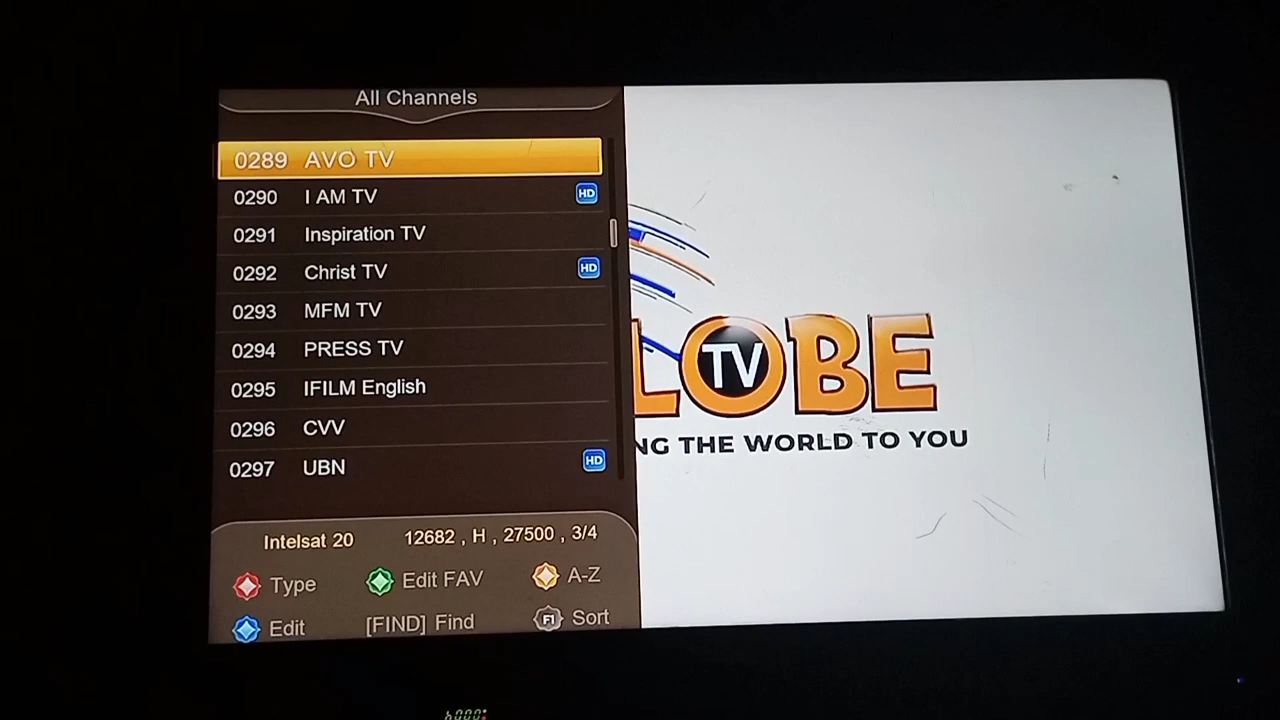 All Channels
0289 AVO TV
0290 I AM TV HD
0291 Inspiration TV
0292 Christ TV HD
0293 MFM TV
0294 PRESS TV
0295 IFILM English
0296 CVV
0297 UBN HD
Intelsat 20 12682 , H , 27500 , 3/4
Type Edit FAV A-Z
Edit [FIND] Find F1 Sort
LOBE
TV
NG THE WORLD TO YOU